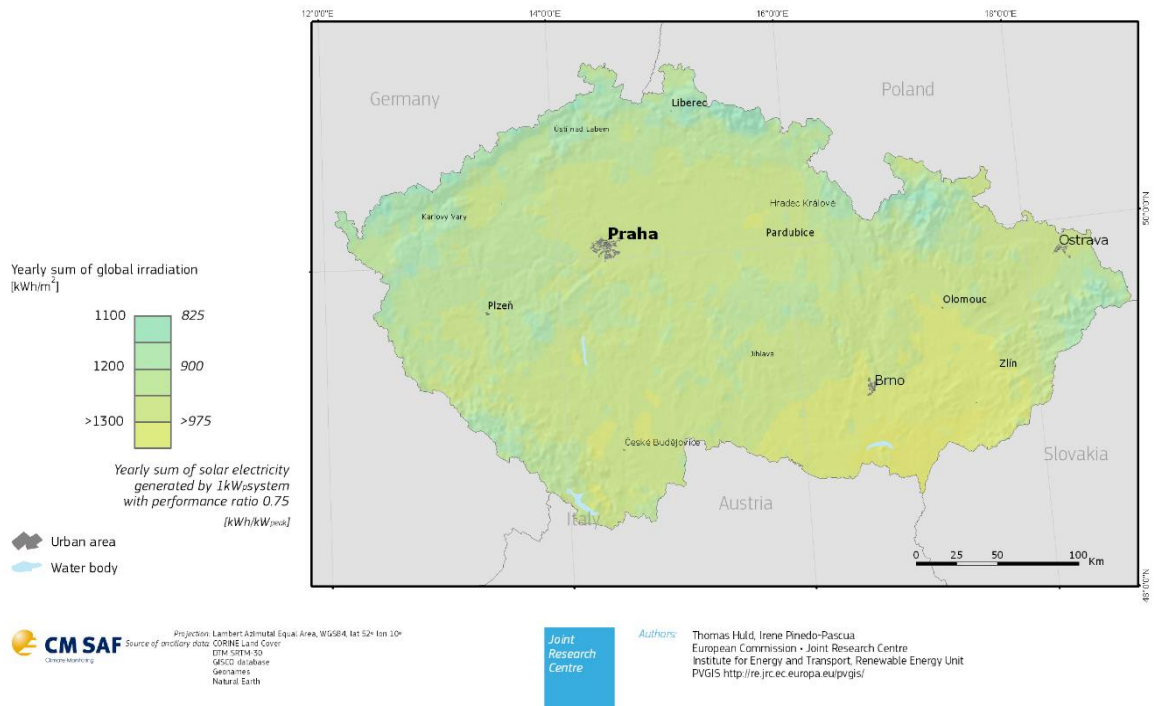 12°0'0"E
14°0'0"E
16°0'0"E
18°0'0"E
Germany
Poland
Liberec
Ústí nad Labem
Karlovy Vary
Hradec Králové
Praha
Pardubice
50°0'0"N
Ostrava
Yearly sum of global irradiation
[kWh/m²]
1100 825
1200 900
>1300 >975
Yearly sum of solar electricity
generated by 1kWp system
with performance ratio 0.75
[kWh/kWpeak]
Urban area
Water body
Plzeň
Olomouc
Jihlava
Zlín
Brno
České Budějovice
Slovakia
Austria
Italy
0 25 50 100 Km
48°0'0"N
CM SAF
Climate Monitoring
Projection: Lambert Azimutal Equal Area, WGS84, lat 52° lon 10°
Source of ancillary data: CORINE Land Cover
DTM SRTM-30
GISCO database
Geonames
Natural Earth
Joint
Research
Centre
Authors: Thomas Huld, Irene Pinedo-Pascua
European Commission • Joint Research Centre
Institute for Energy and Transport, Renewable Energy Unit
PVGIS http://re.jrc.ec.europa.eu/pvgis/